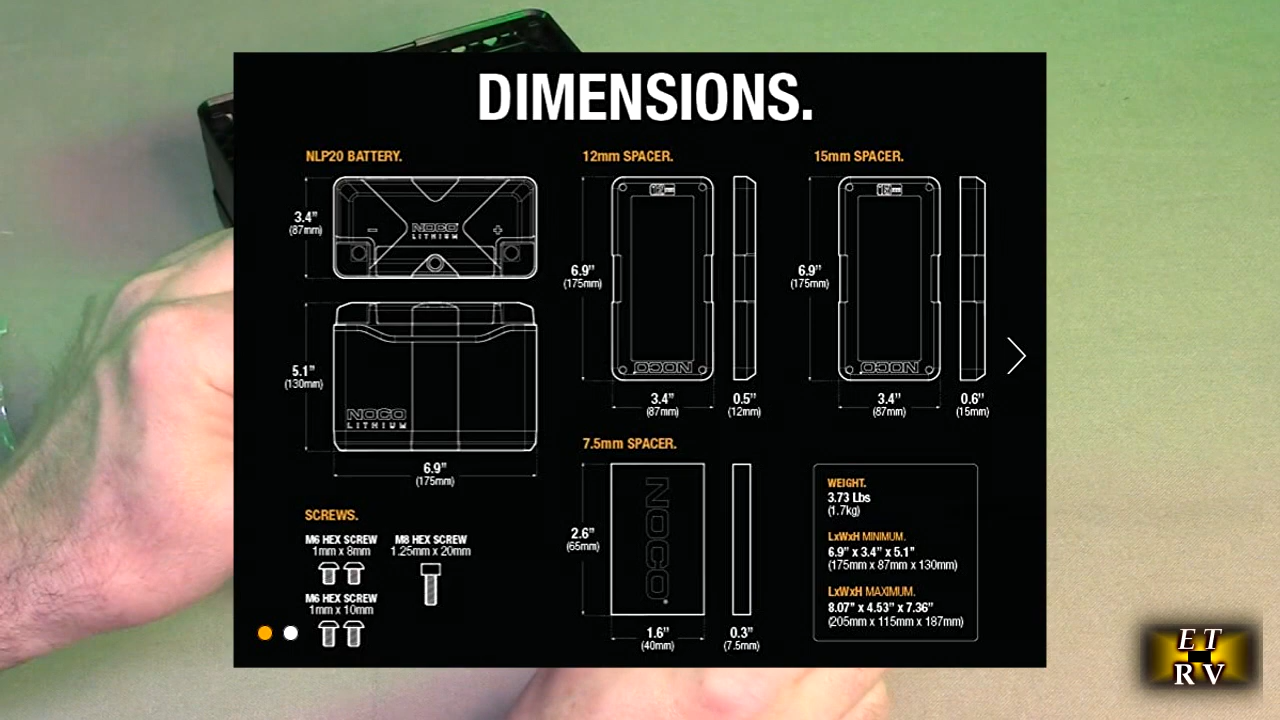 DIMENSIONS.
NLP20 BATTERY.
3.4"
(87mm)
NOCO
LITHIUM
5.1"
(130mm)
NOCO
LITHIUM
6.9"
(175mm)
12mm SPACER.
6.9"
(175mm)
12mm
NOCO
3.4"
(87mm)
0.5"
(12mm)
15mm SPACER.
6.9"
(175mm)
15mm
NOCO
3.4"
(87mm)
0.6"
(15mm)
SCREWS.
M6 HEX SCREW
1mm x 8mm
M8 HEX SCREW
1.25mm x 20mm
M6 HEX SCREW
1mm x 10mm
7.5mm SPACER.
2.6"
(65mm)
NOCO
1.6"
(40mm)
0.3"
(7.5mm)
WEIGHT.
3.73 Lbs
(1.7kg)
LxWxH MINIMUM.
6.9" x 3.4" x 5.1"
(175mm x 87mm x 130mm)
LxWxH MAXIMUM.
8.07" x 4.53" x 7.36"
(205mm x 115mm x 187mm)
E T
R V